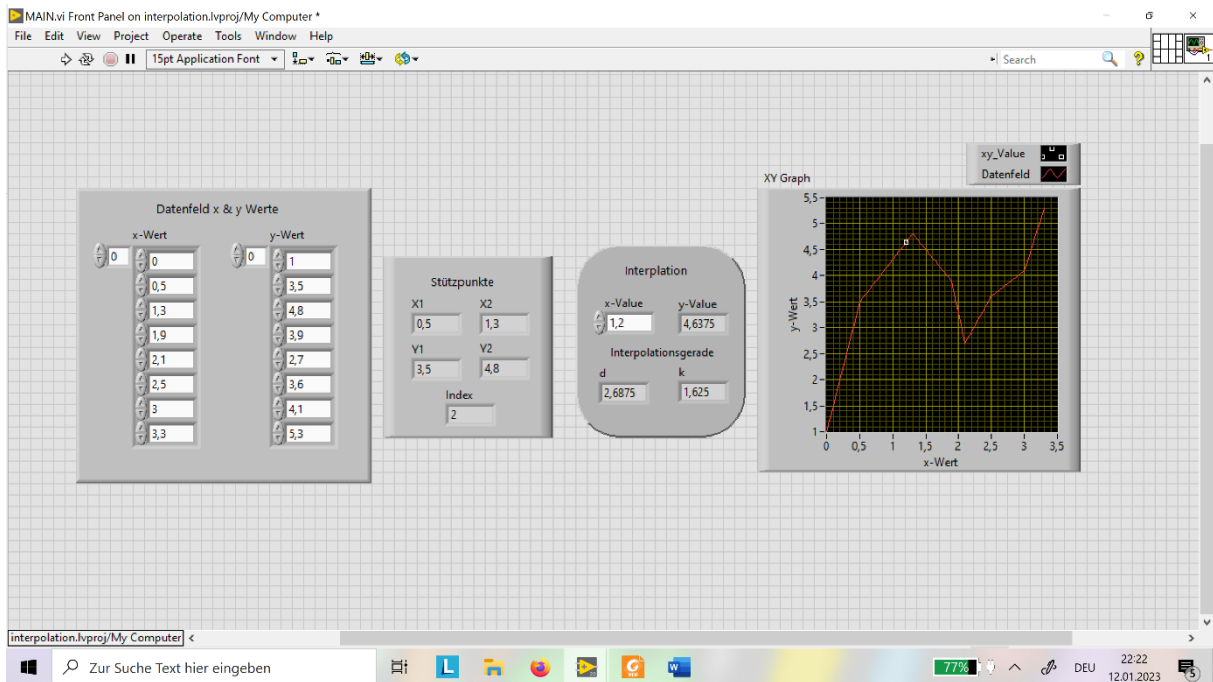 MAIN.vi Front Panel on interpolation.lvproj/My Computer *
File Edit View Project Operate Tools Window Help
15pt Application Font
Search
1
Datenfeld x & y Werte
x-Wert y-Wert
0 0 0 1
0,5 3,5
1,3 4,8
1,9 3,9
2,1 2,7
2,5 3,6
3 4,1
3,3 5,3
Stützpunkte
X1 X2
0,5 1,3
Y1 Y2
3,5 4,8
Index
2
Interplation
x-Value y-Value
1,2 4,6375
Interpolationsgerade
d k
2,6875 1,625
xy_Value
Datenfeld
XY Graph
5,5
5
4,5
4
3,5
3
2,5
2
1,5
1
y-Wert
0 0,5 1 1,5 2 2,5 3 3,5
x-Wert
interpolation.lvproj/My Computer
Zur Suche Text hier eingeben
L
W
77%
DEU
22:22
12.01.2023
5